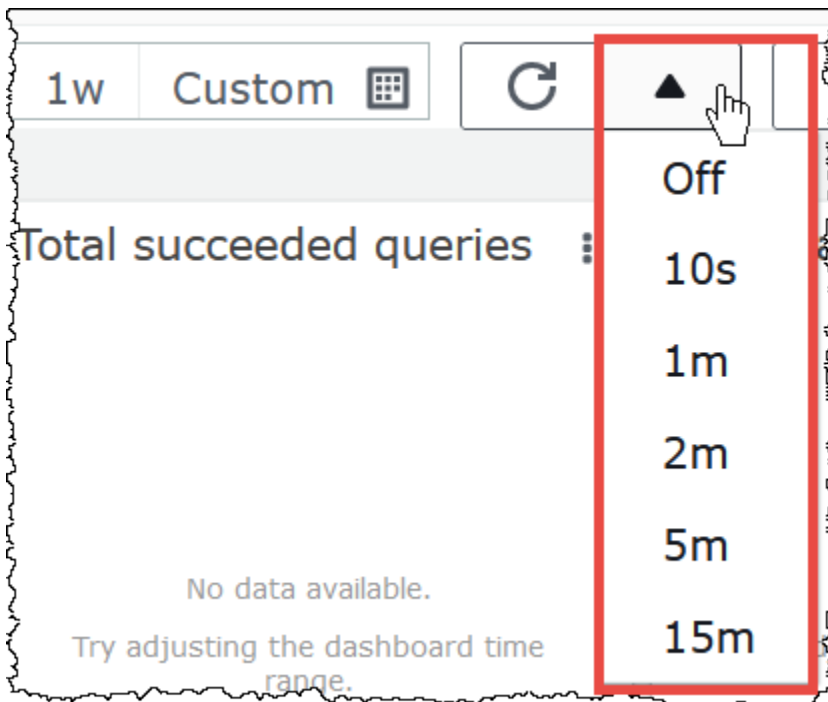 1w Custom
Off
Total succeeded queries
10s
1m
2m
5m
No data available.
15m
Try adjusting the dashboard time
range.